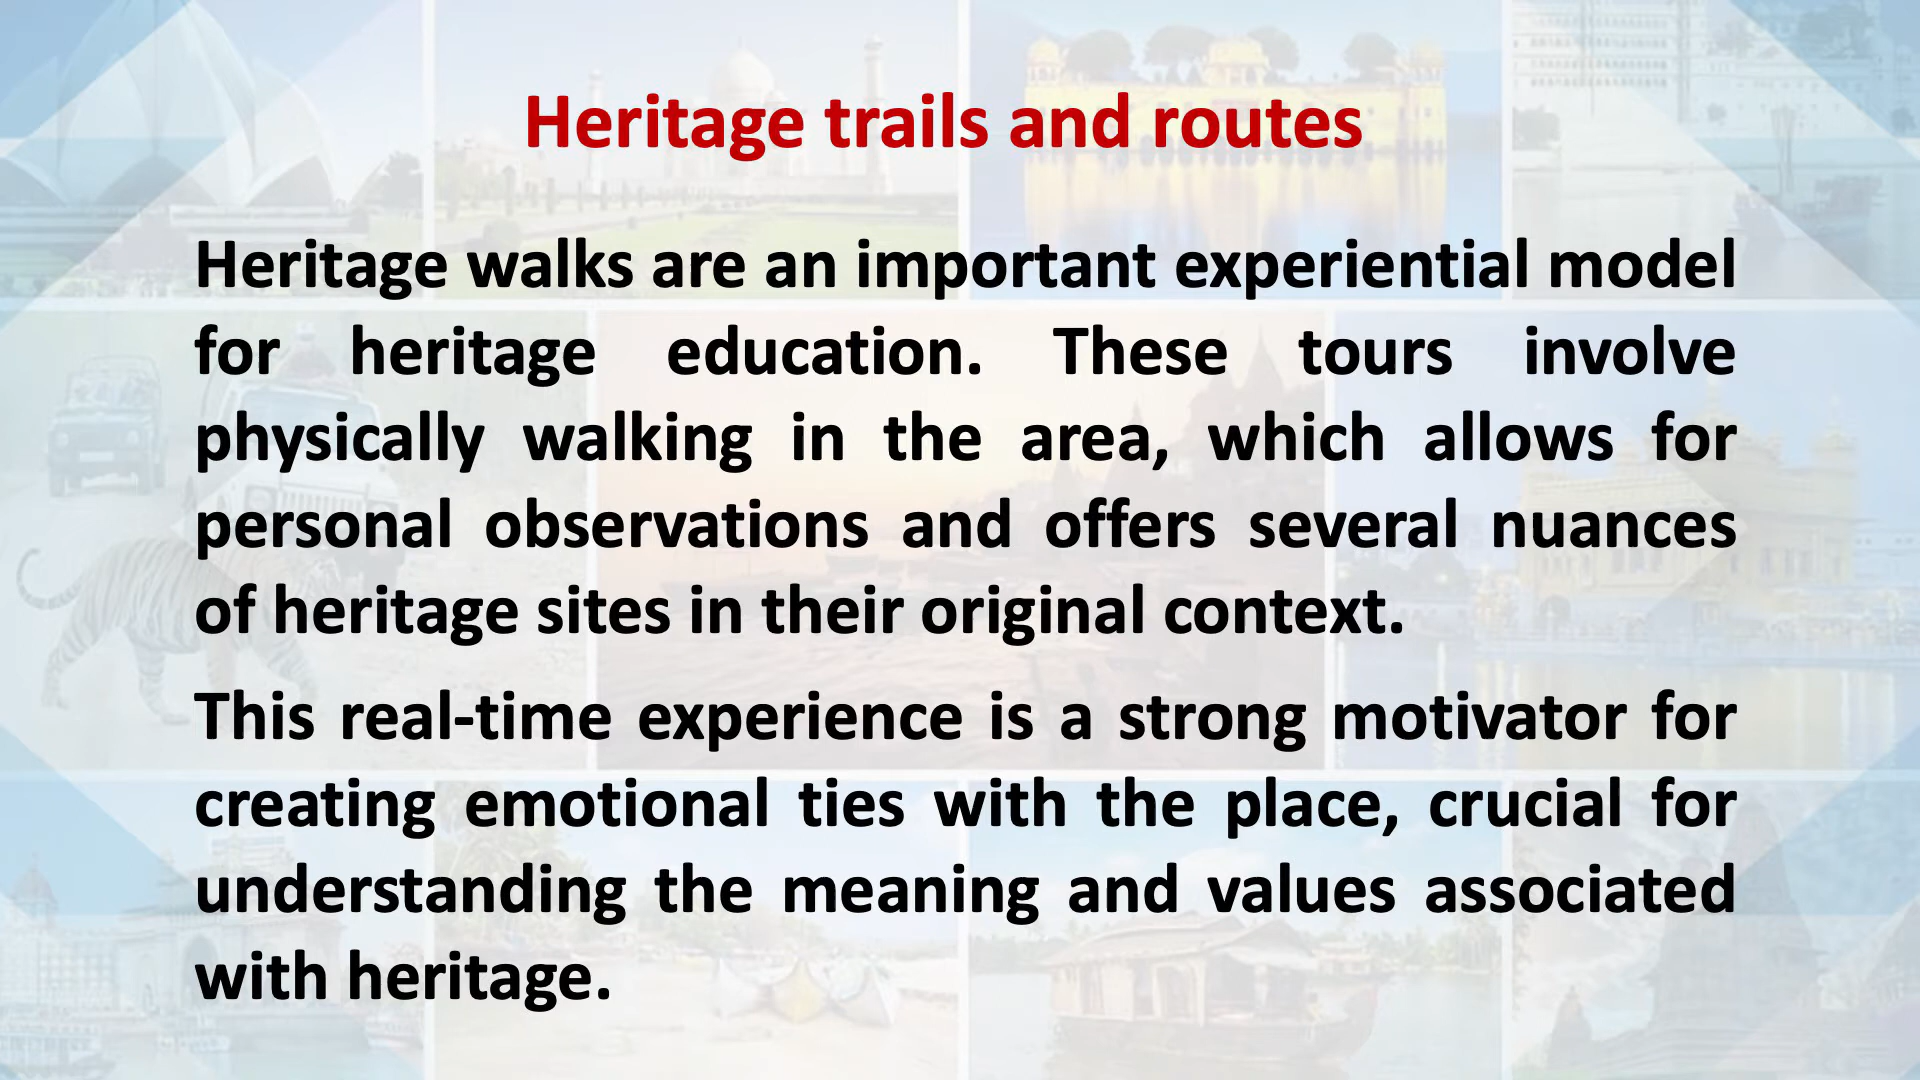 Heritage trails and routes
Heritage walks are an important experiential model
for heritage education. These tours involve
physically walking in the area, which allows for
personal observations and offers several nuances
of heritage sites in their original context.
This real-time experience is a strong motivator for
creating emotional ties with the place, crucial for
understanding the meaning and values associated
with heritage.